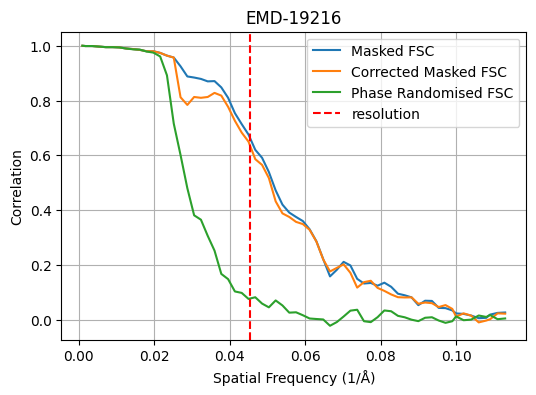 EMD-19216
Masked FSC
Corrected Masked FSC
Phase Randomised FSC
resolution
Correlation
1.0
0.8
0.6
0.4
0.2
0.0
0.00 0.02 0.04 0.06 0.08 0.10
Spatial Frequency (1/Å)